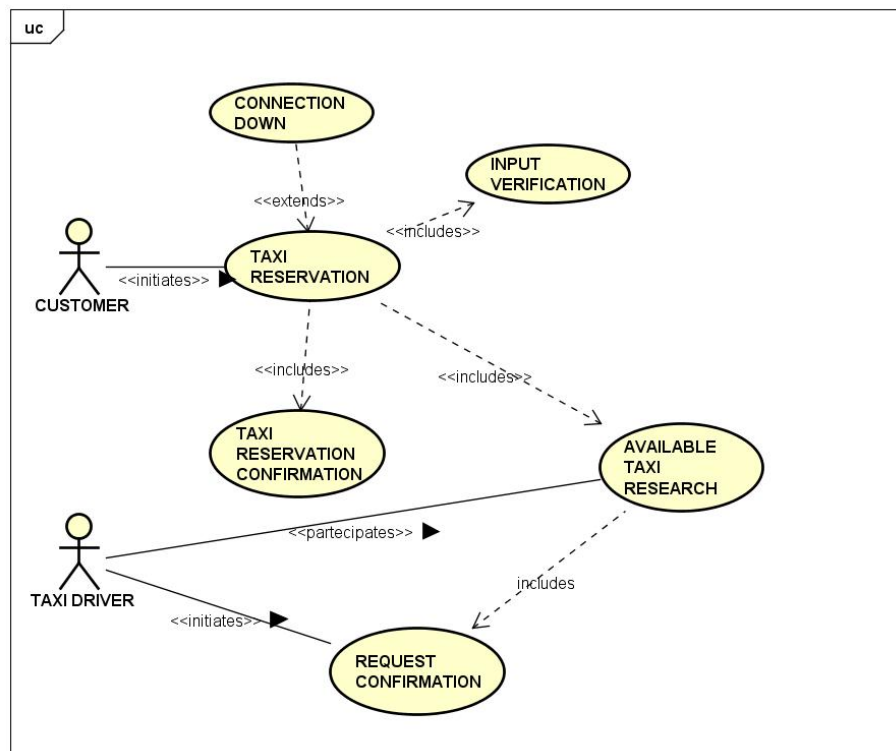 uc
CONNECTION
DOWN
INPUT
VERIFICATION
<<extends>>
<<includes>>
TAXI
RESERVATION
<<initiates>>
CUSTOMER
<<includes>>
<<includes>>
TAXI
RESERVATION
CONFIRMATION
AVAILABLE
TAXI
RESEARCH
<<partecipates>>
TAXI DRIVER
includes
<<initiates>>
REQUEST
CONFIRMATION